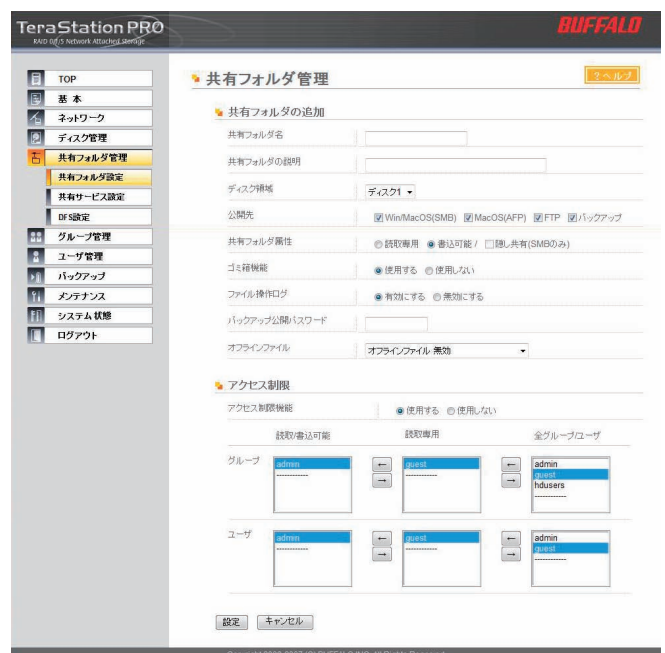 TeraStation PRO
RAID 0/1/5 Network Attached Storage
BUFFALO
TOP
基本
ネットワーク
ディスク管理
共有フォルダ管理
共有フォルダ設定
共有サービス設定
DFS設定
グループ管理
ユーザ管理
バックアップ
メンテナンス
システム状態
ログアウト
共有フォルダ管理
?ヘルプ
共有フォルダの追加
共有フォルダ名
共有フォルダの説明
ディスク領域 ディスク1
公開先 Win/MacOS(SMB) MacOS(AFP) FTP バックアップ
共有フォルダ属性 読取専用 書込可能 / 隠し共有(SMBのみ)
ゴミ箱機能 使用する 使用しない
ファイル操作ログ 有効にする 無効にする
バックアップ公開パスワード
オフラインファイル オフラインファイル 無効
アクセス制限
アクセス制限機能 使用する 使用しない
読取/書込可能 読取専用 全グループ/ユーザ
グループ admin ------------ ← → guest ------------ ← → admin guest hdusers ------------
ユーザ admin ------------ ← → guest ------------ ← → admin guest ------------
設定 キャンセル